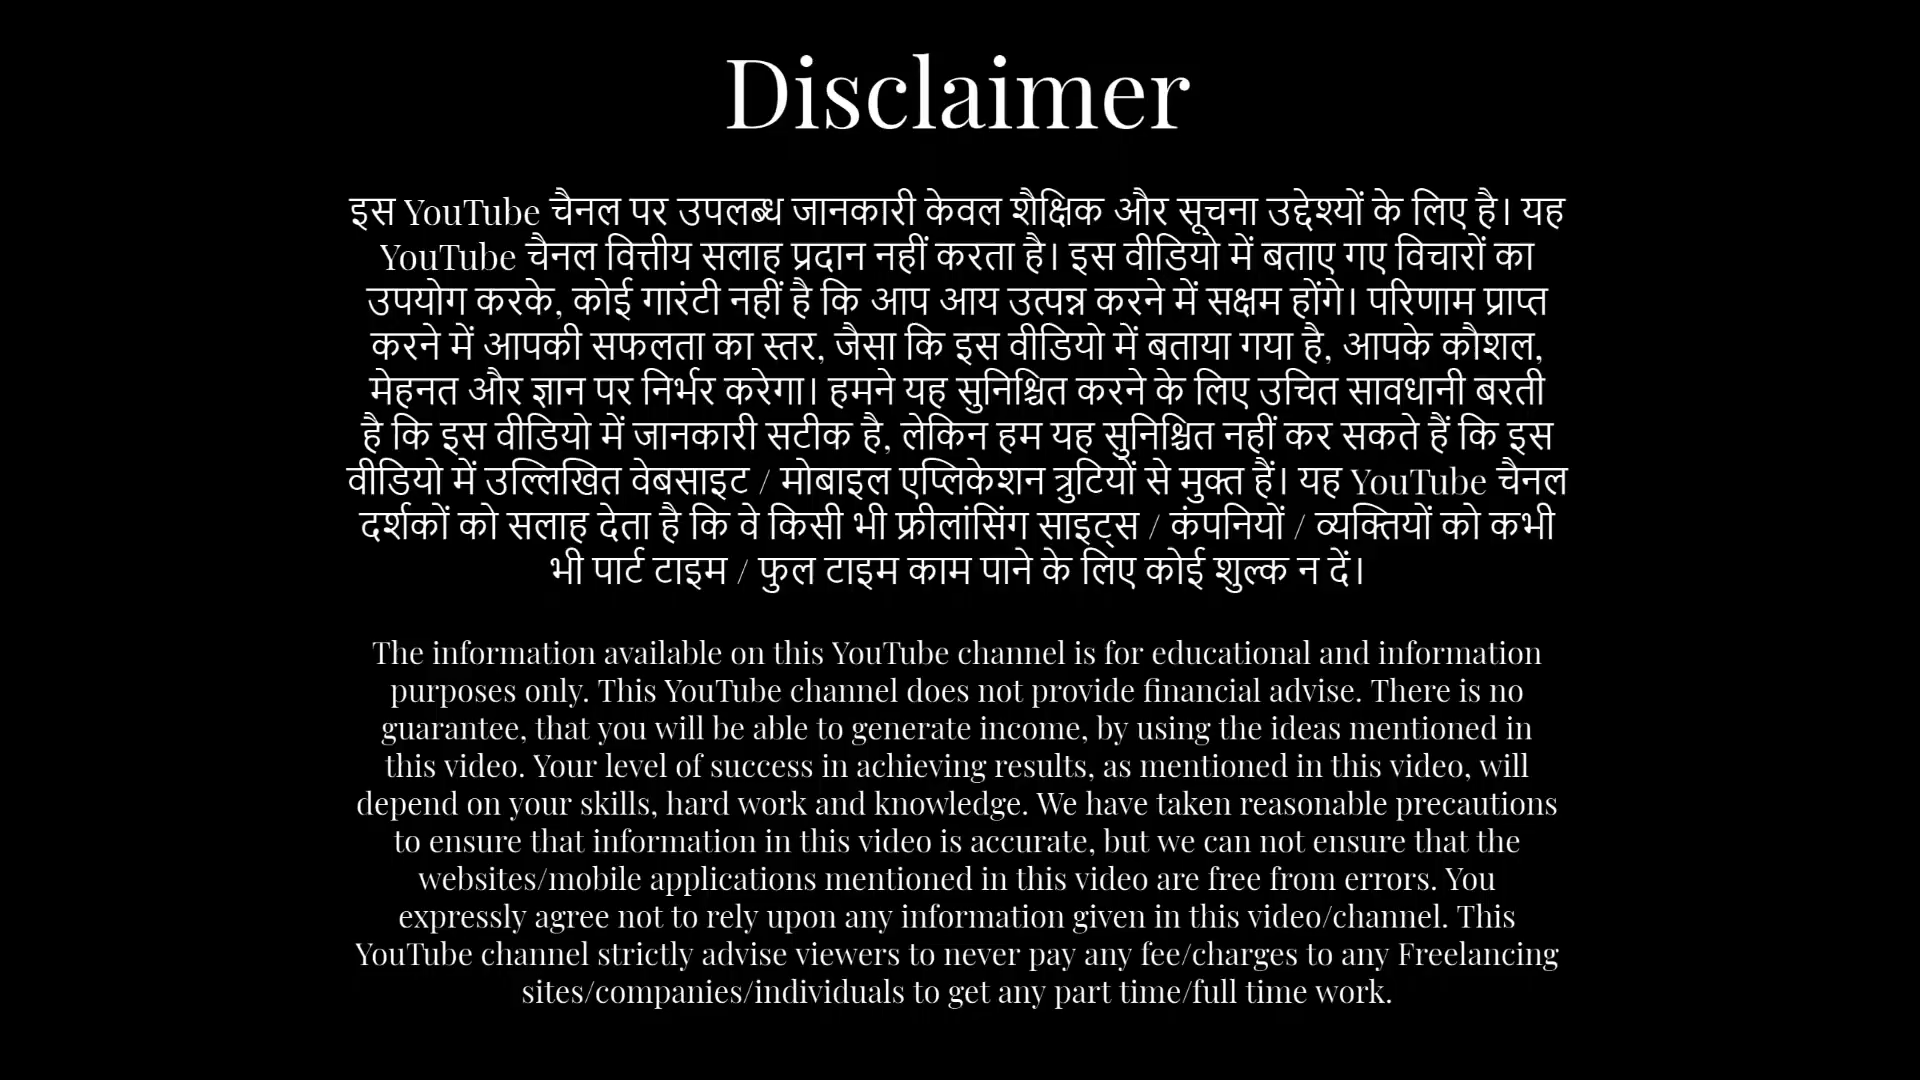 Disclaimer
इस YouTube चैनल पर उपलब्ध जानकारी केवल शैक्षिक और सूचना उद्देश्यों के लिए है। यह
YouTube चैनल वित्तीय सलाह प्रदान नहीं करता है। इस वीडियो में बताए गए विचारों का
उपयोग करके, कोई गारंटी नहीं है कि आप आय उत्पन्न करने में सक्षम होंगे। परिणाम प्राप्त
करने में आपकी सफलता का स्तर, जैसा कि इस वीडियो में बताया गया है, आपके कौशल,
मेहनत और ज्ञान पर निर्भर करेगा। हमने यह सुनिश्चित करने के लिए उचित सावधानी बरती
है कि इस वीडियो में जानकारी सटीक है, लेकिन हम यह सुनिश्चित नहीं कर सकते हैं कि इस
वीडियो में उल्लिखित वेबसाइट / मोबाइल एप्लिकेशन त्रुटियों से मुक्त हैं। यह YouTube चैनल
दर्शकों को सलाह देता है कि वे किसी भी फ्रीलांसिंग साइट्स / कंपनियों / व्यक्तियों को कभी
भी पार्ट टाइम / फुल टाइम काम पाने के लिए कोई शुल्क न दें।
The information available on this YouTube channel is for educational and information
purposes only. This YouTube channel does not provide financial advise. There is no
guarantee, that you will be able to generate income, by using the ideas mentioned in
this video. Your level of success in achieving results, as mentioned in this video, will
depend on your skills, hard work and knowledge. We have taken reasonable precautions
to ensure that information in this video is accurate, but we can not ensure that the
websites/mobile applications mentioned in this video are free from errors. You
expressly agree not to rely upon any information given in this video/channel. This
YouTube channel strictly advise viewers to never pay any fee/charges to any Freelancing
sites/companies/individuals to get any part time/full time work.